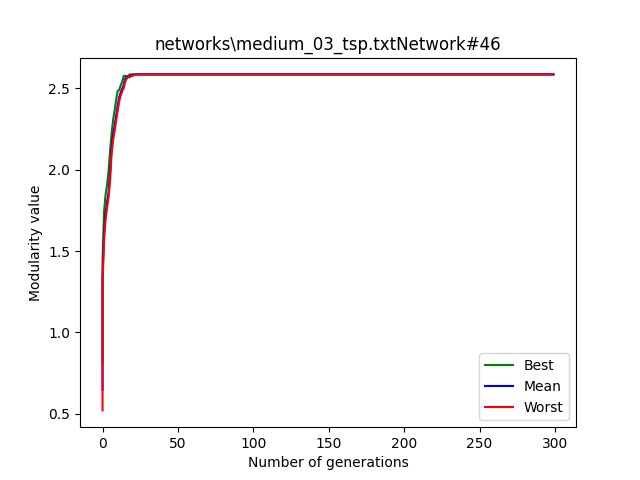 networks\medium_03_tsp.txtNetwork#46
Modularity value
2.5
2.0
1.5
1.0
0.5
0 50 100 150 200 250 300
Number of generations
Best
Mean
Worst